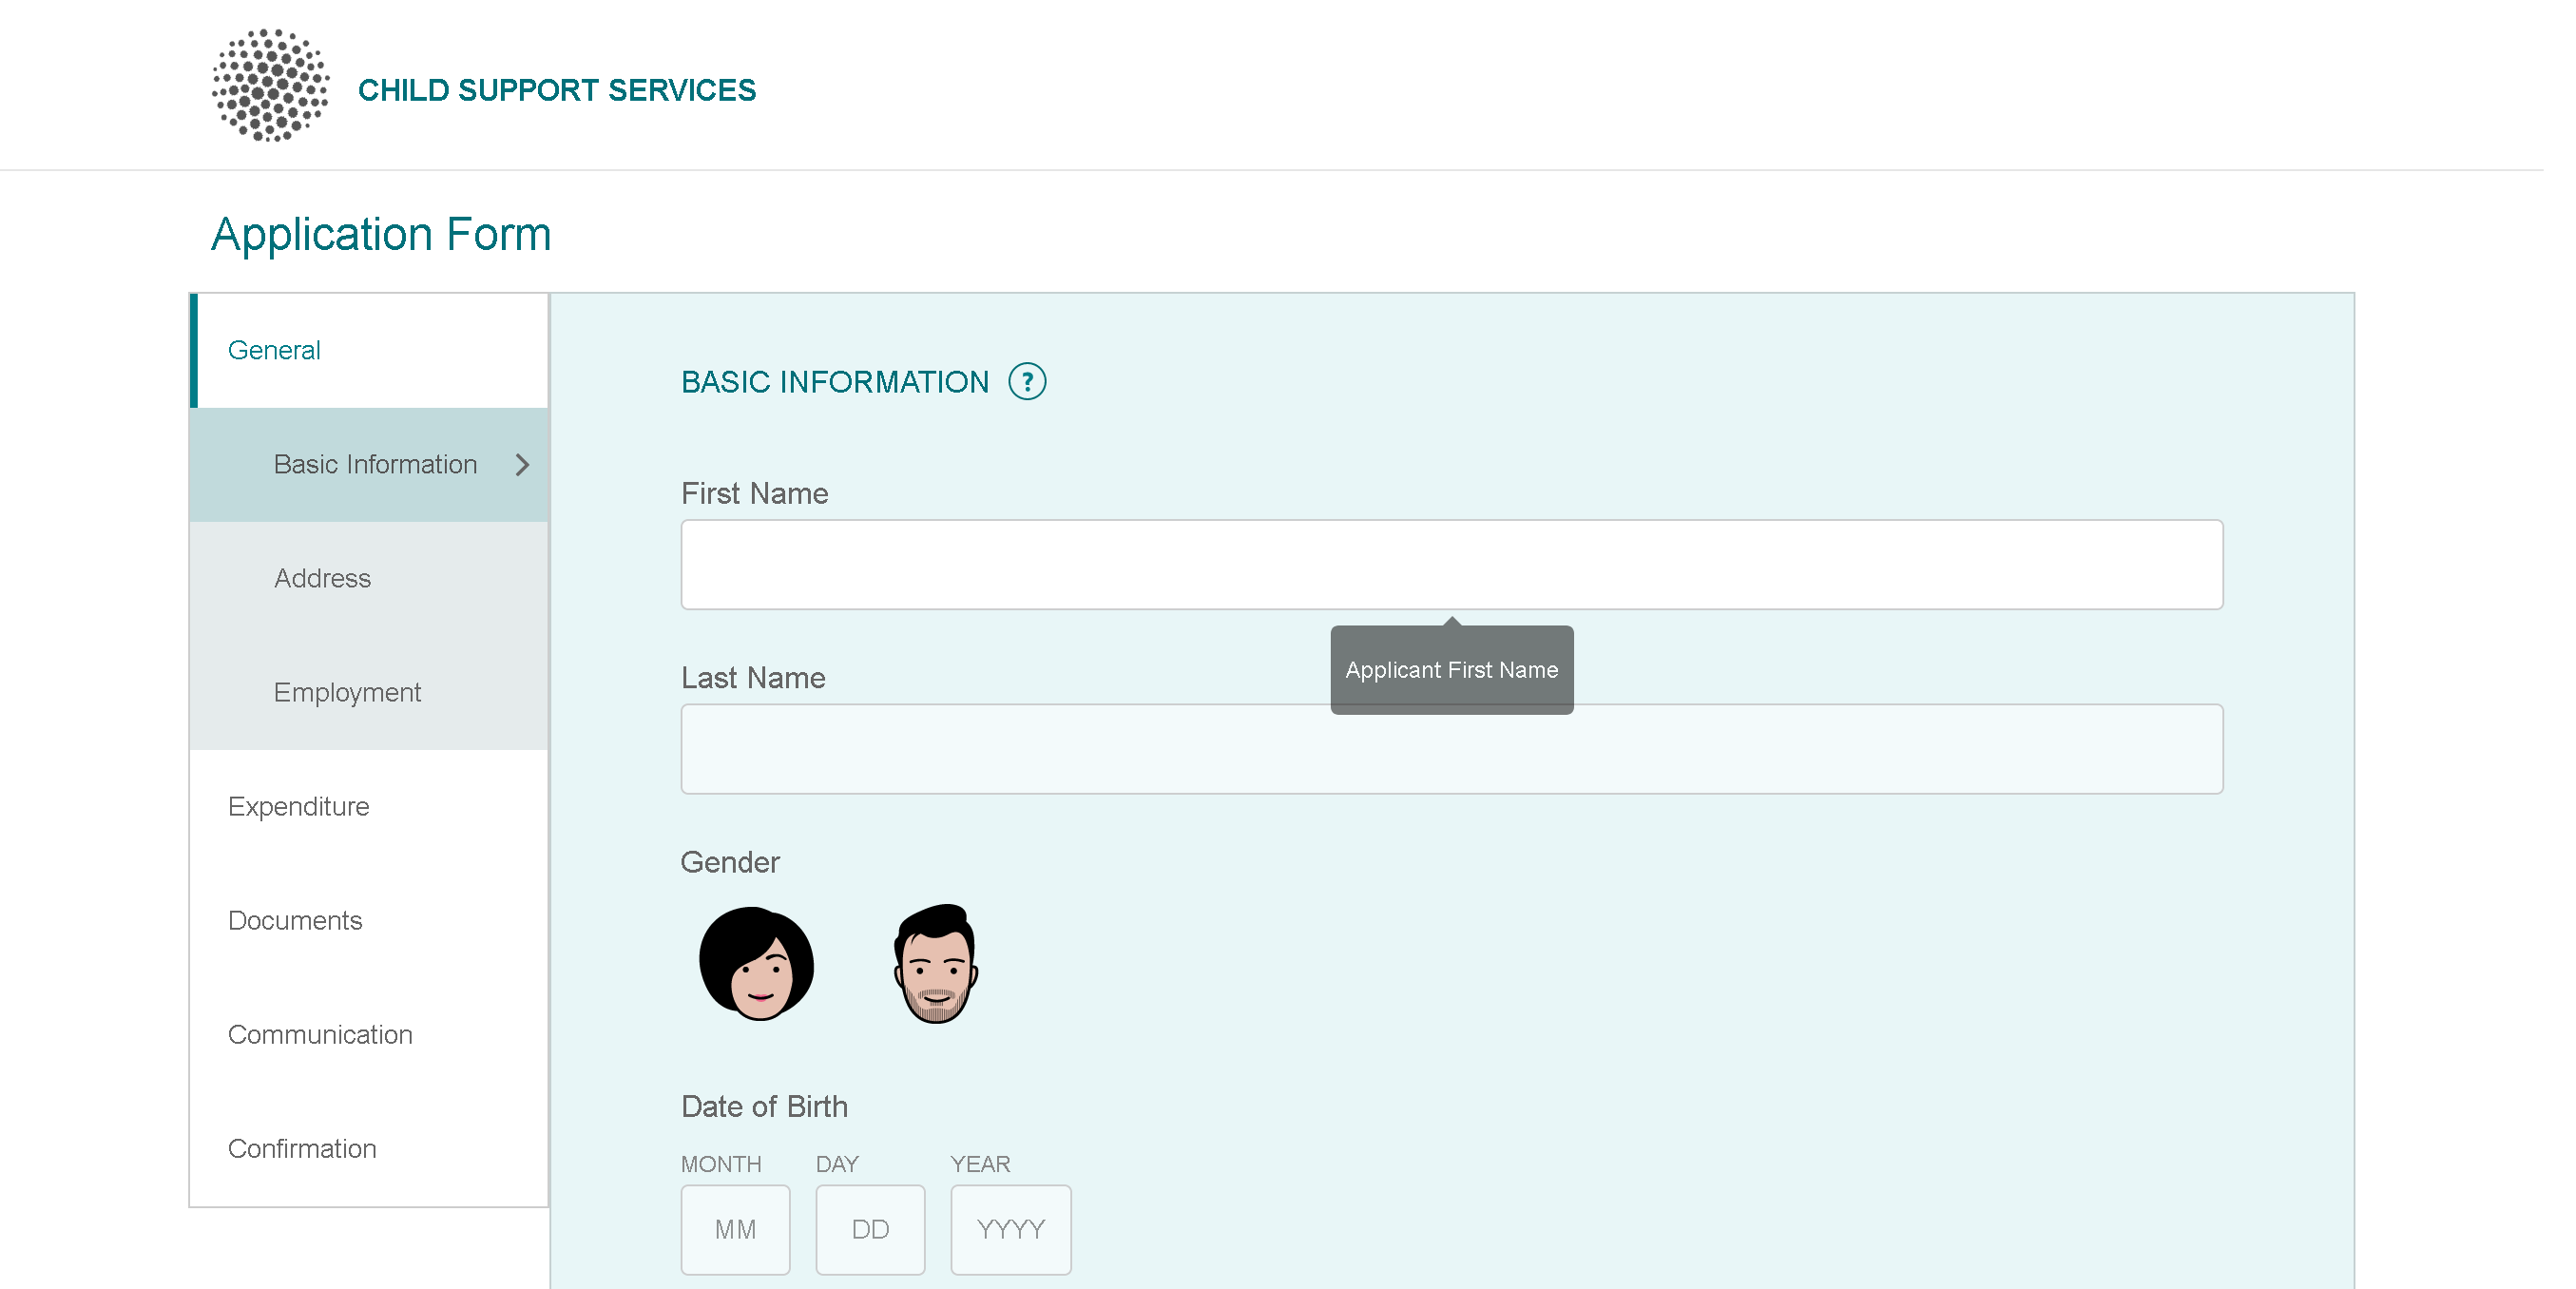 CHILD SUPPORT SERVICES
Application Form
General
Basic Information
Address
Employment
Expenditure
Documents
Communication
Confirmation
BASIC INFORMATION ?
First Name
Applicant First Name
Last Name
Gender
Date of Birth
MONTH DAY YEAR
MM DD YYYY